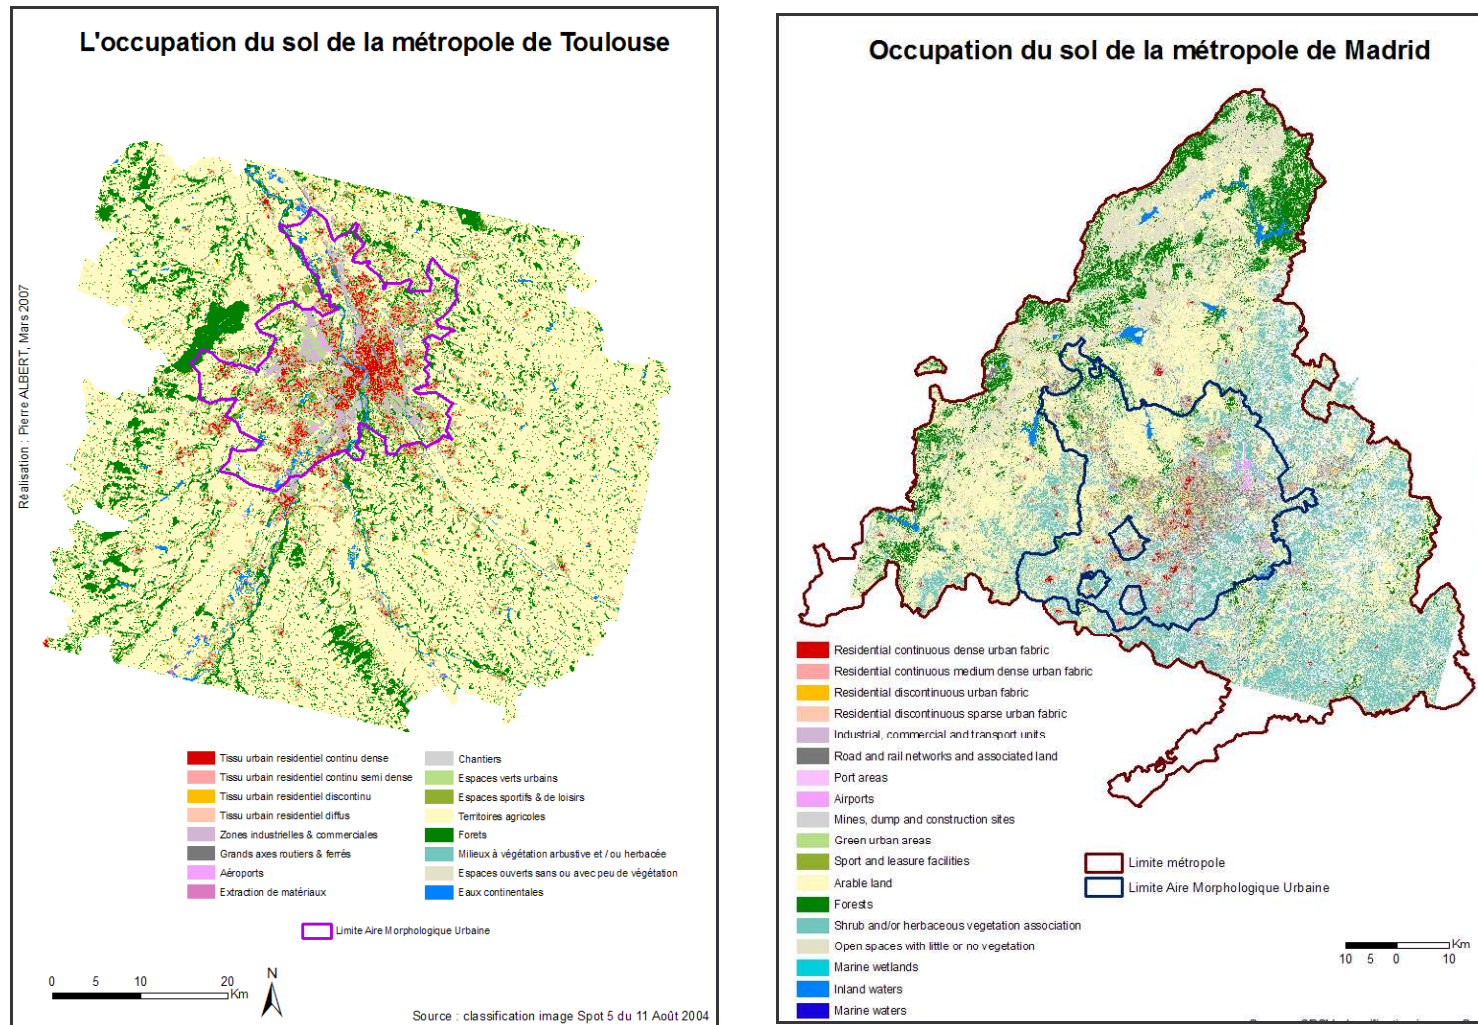 L'occupation du sol de la métropole de Toulouse
Réalisation : Pierre ALBERT, Mars 2007
Tissu urbain residentiel continu dense
Tissu urbain residentiel continu semi dense
Tissu urbain residentiel discontinu
Tissu urbain residentiel diffus
Zones industrielles & commerciales
Grands axes routiers & ferrés
Aéroports
Extraction de matériaux
Chantiers
Espaces verts urbains
Espaces sportifs & de loisirs
Territoires agricoles
Forets
Milieux à végétation arbustive et / ou herbacée
Espaces ouverts sans ou avec peu de végétation
Eaux continentales
Limite Aire Morphologique Urbaine
0 5 10 20
Km
N
Source : classification image Spot 5 du 11 Août 2004
Occupation du sol de la métropole de Madrid
Residential continuous dense urban fabric
Residential continuous medium dense urban fabric
Residential discontinuous urban fabric
Residential discontinuous sparse urban fabric
Industrial, commercial and transport units
Road and rail networks and associated land
Port areas
Airports
Mines, dump and construction sites
Green urban areas
Sport and leasure facilities
Arable land
Forests
Shrub and/or herbaceous vegetation association
Open spaces with little or no vegetation
Marine wetlands
Inland waters
Marine waters
Limite métropole
Limite Aire Morphologique Urbaine
Km
10 5 0 10